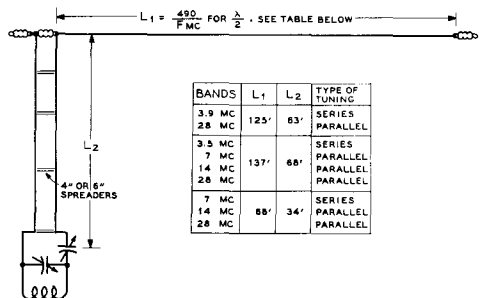 L1 = 490 / FMC FOR λ/2 . SEE TABLE BELOW
L2
4" OR 6"
SPREADERS
BANDS L1 L2 TYPE OF TUNING
3.9 MC 125' 63' SERIES
28 MC PARALLEL
3.5 MC 137' 68' SERIES
7 MC PARALLEL
14 MC PARALLEL
28 MC PARALLEL
7 MC 68' 34' SERIES
14 MC PARALLEL
28 MC PARALLEL